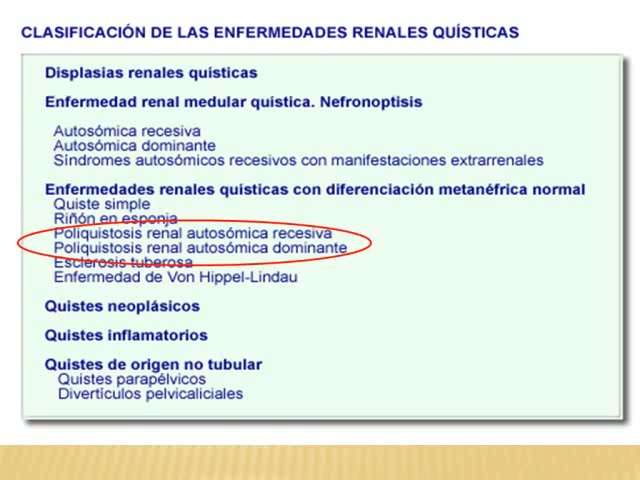 CLASIFICACIÓN DE LAS ENFERMEDADES RENALES QUÍSTICAS
Displasias renales quísticas
Enfermedad renal medular quística. Nefronoptisis
Autosómica recesiva
Autosómica dominante
Síndromes autosómicos recesivos con manifestaciones extrarrenales
Enfermedades renales quísticas con diferenciación metanéfrica normal
Quiste simple
Riñón en esponja
Poliquistosis renal autosómica recesiva
Poliquistosis renal autosómica dominante
Esclerosis tuberosa
Enfermedad de Von Hippel-Lindau
Quistes neoplásicos
Quistes inflamatorios
Quistes de origen no tubular
Quistes parapélvicos
Divertículos pelvicaliciales